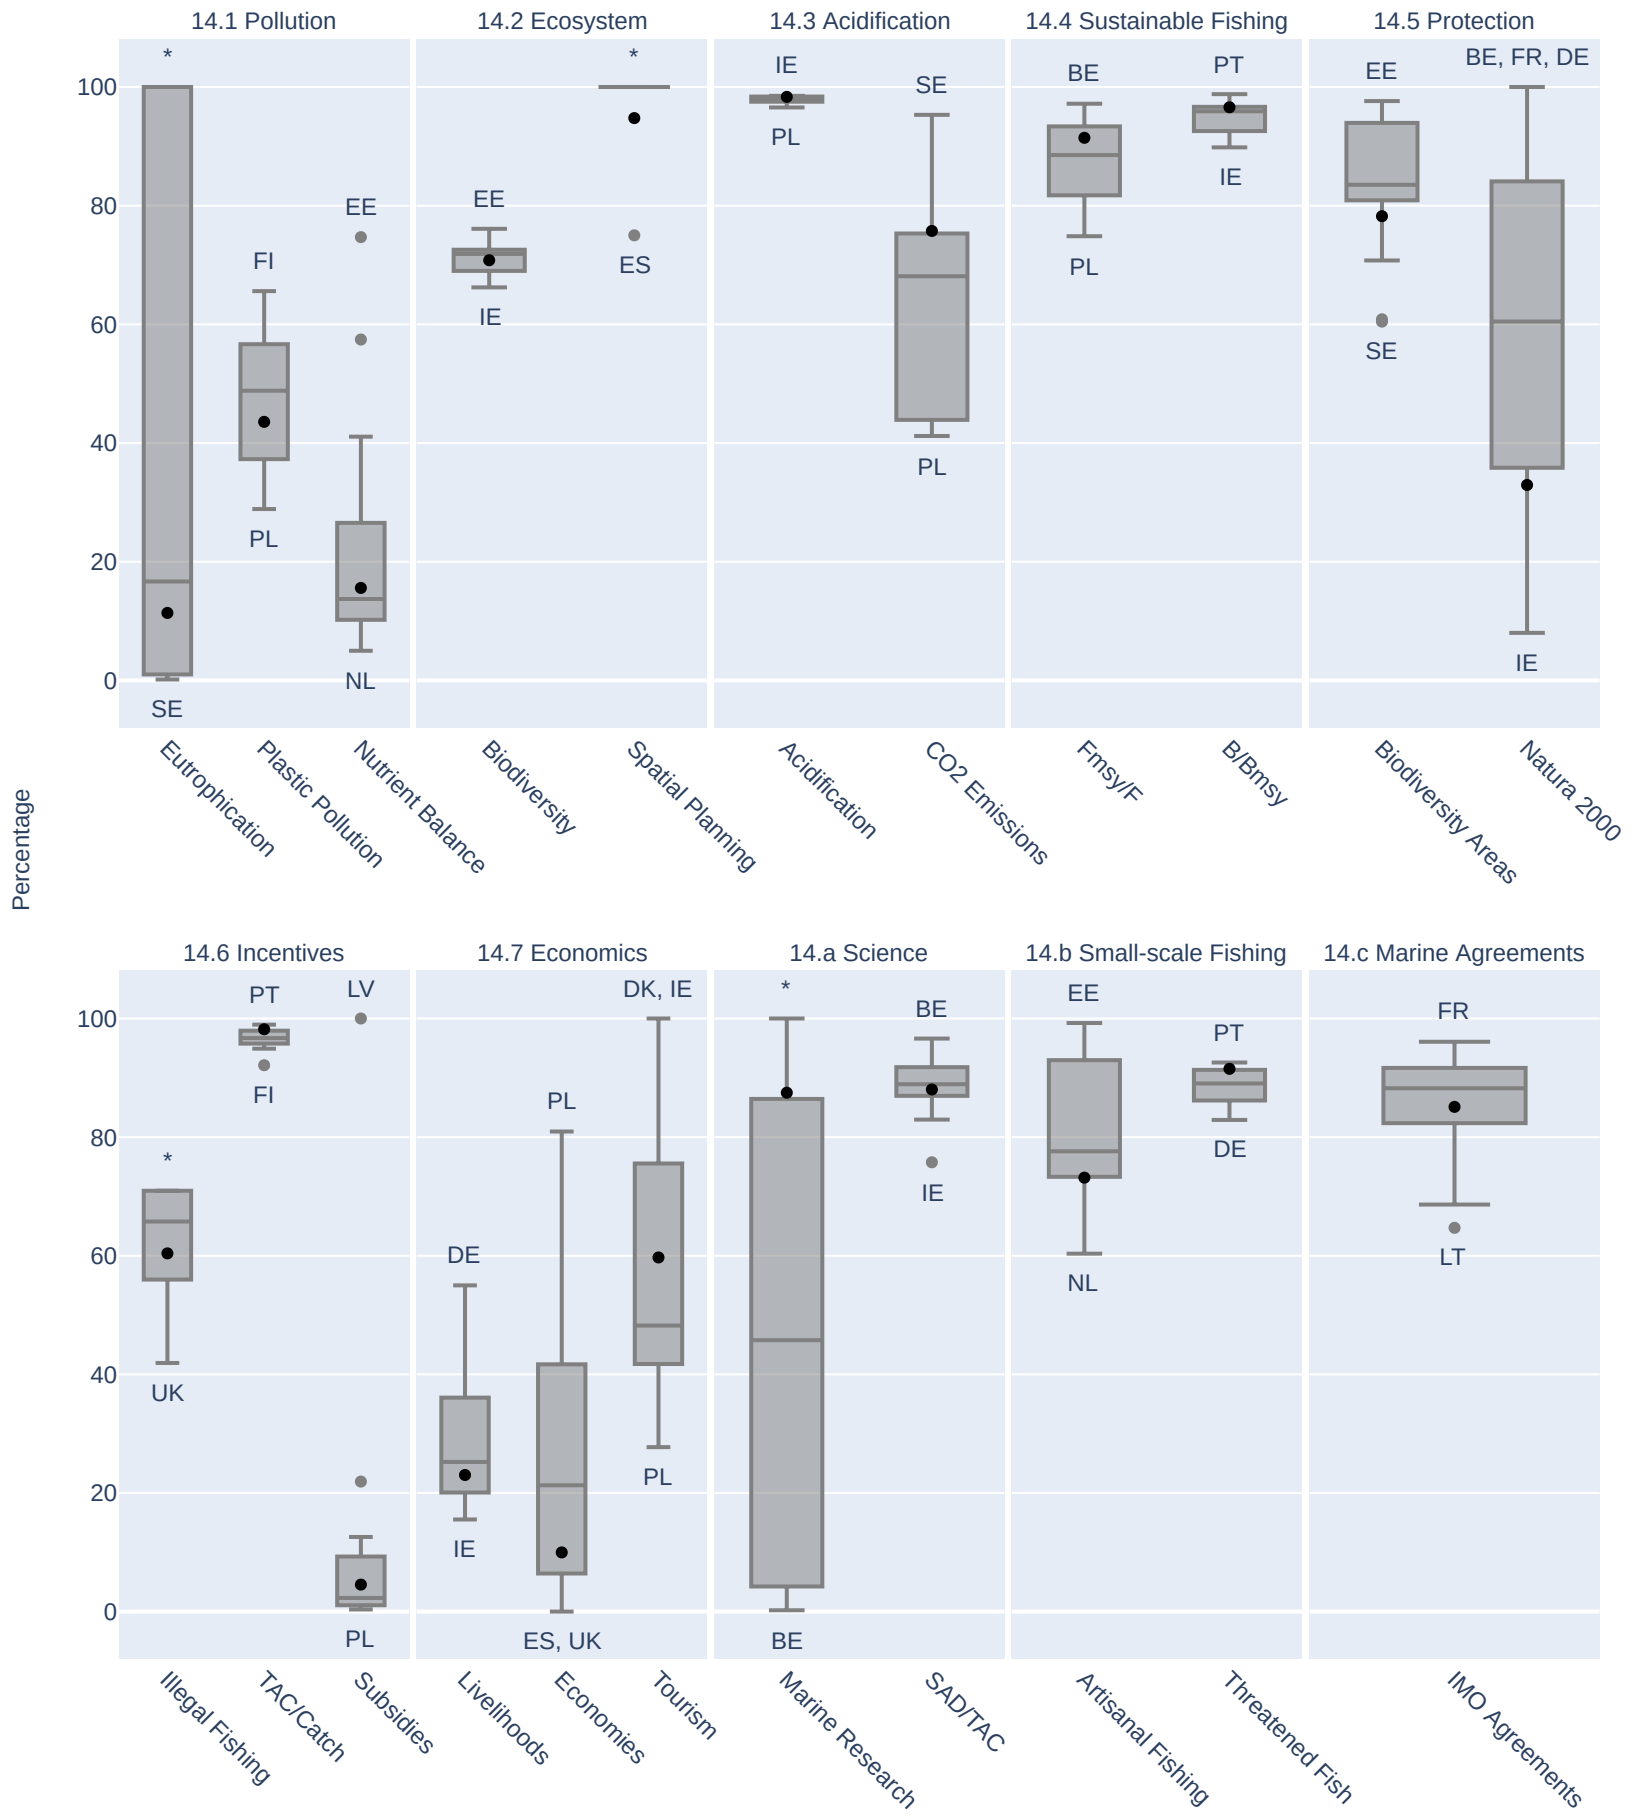 14.1 Pollution
14.2 Ecosystem
14.3 Acidification
14.4 Sustainable Fishing
14.5 Protection
*
*
IE
SE
BE
PT
EE
BE, FR, DE
100
PL
IE
80
EE
EE
FI
IE
ES
PL
60
SE
40
PL
PL
20
0
NL
IE
SE
Eutrophication
Plastic Pollution
Nutrient Balance
Biodiversity
Spatial Planning
Acidification
CO2 Emissions
Fmsy/F
B/Bmsy
Biodiversity Areas
Natura 2000
Percentage
14.6 Incentives
14.7 Economics
14.a Science
14.b Small-scale Fishing
14.c Marine Agreements
PT
LV
DK, IE
*
BE
EE
PT
FR
100
FI
PL
80
*
IE
DE
60
DE
NL
LT
40
UK
20
PL
IE
0
PL
ES, UK
BE
Illegal Fishing
TAC/Catch
Subsidies
Livelihoods
Economies
Tourism
Marine Research
SAD/TAC
Artisanal Fishing
Threatened Fish
IMO Agreements